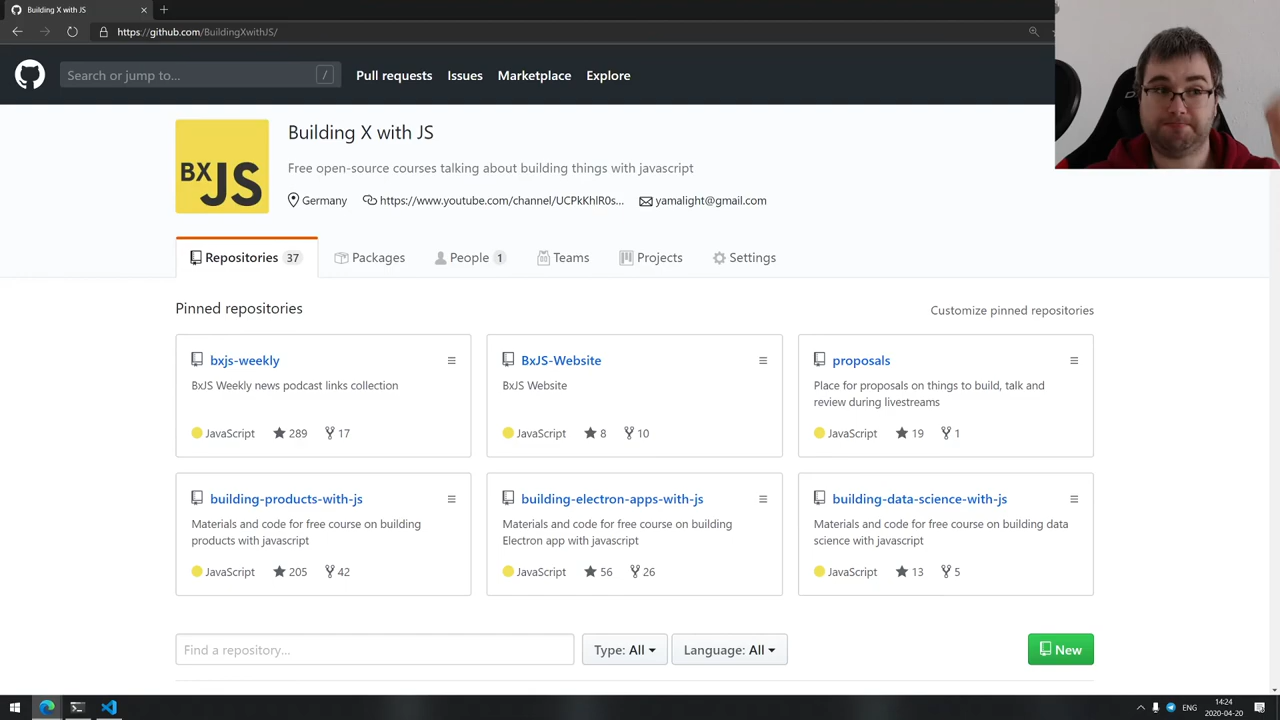 Building X with JS
https://github.com/BuildingXwithJS/
Search or jump to...
/
Pull requests
Issues
Marketplace
Explore
BX
JS
Building X with JS
Free open-source courses talking about building things with javascript
Germany
https://www.youtube.com/channel/UCPkKhlR0s...
yamalight@gmail.com
Repositories 37
Packages
People 1
Teams
Projects
Settings
Pinned repositories
Customize pinned repositories
bxjs-weekly
BxJS Weekly news podcast links collection
JavaScript 289 17
BxJS-Website
BxJS Website
JavaScript 8 10
proposals
Place for proposals on things to build, talk and
review during livestreams
JavaScript 19 1
building-products-with-js
Materials and code for free course on building
products with javascript
JavaScript 205 42
building-electron-apps-with-js
Materials and code for free course on building
Electron app with javascript
JavaScript 56 26
building-data-science-with-js
Materials and code for free course on building data
science with javascript
JavaScript 13 5
Find a repository...
Type: All
Language: All
New
ENG
14:24
2020-04-20